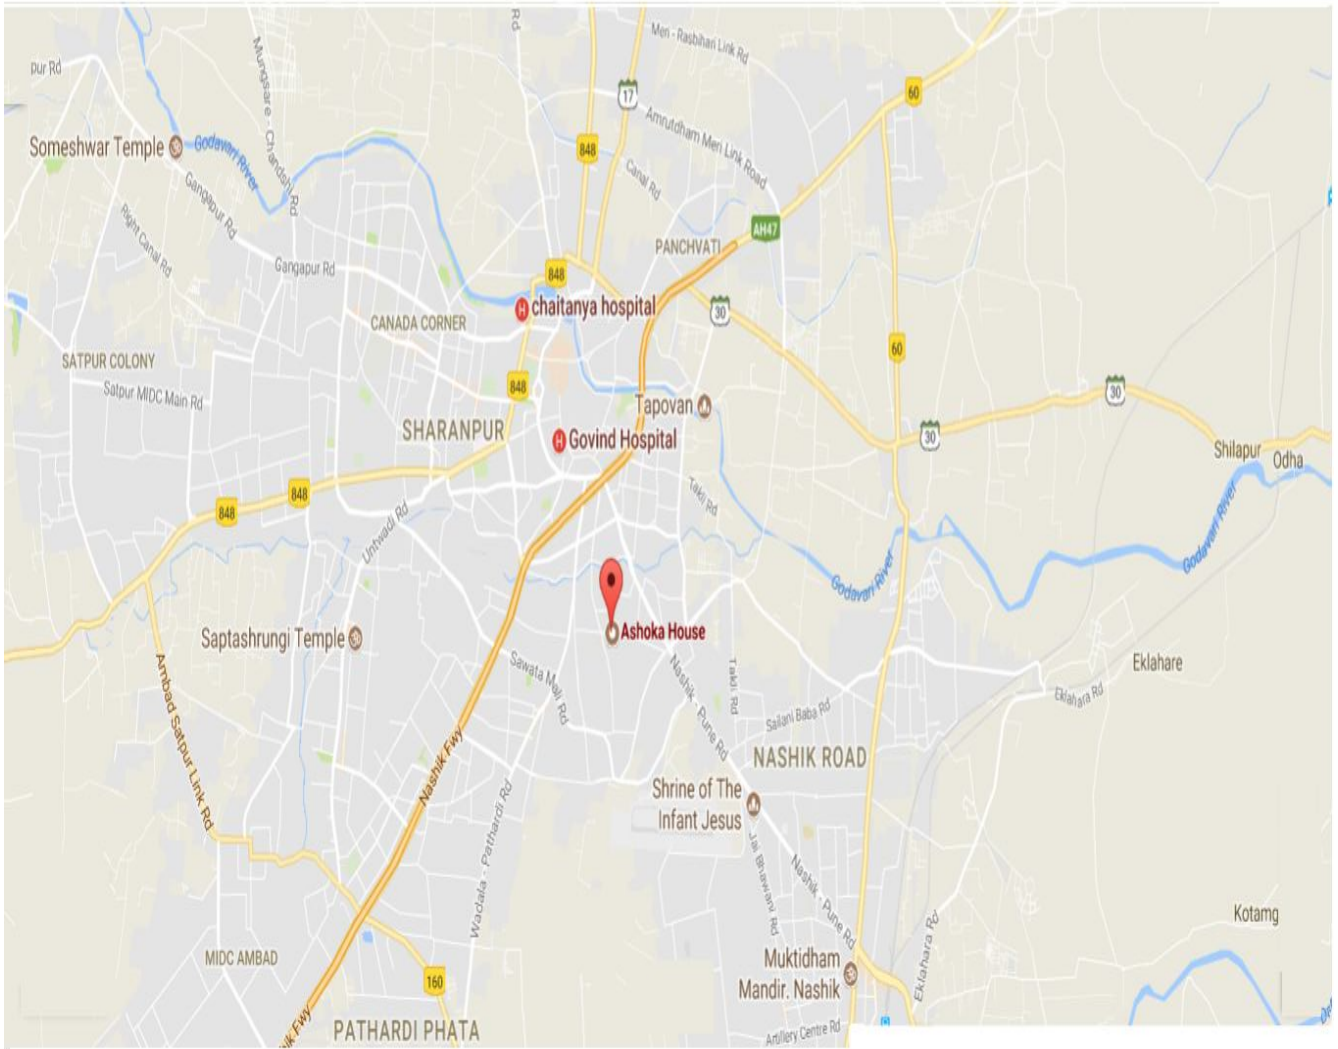 Rd
Meri - Rasbihari Link Rd
pur Rd
Mungsare - Chandshi Rd
17
60
Amrutdham Meri Link Road
848
Someshwar Temple
Godavari River
Canal Rd
Gangapur Rd
Right Canal Rd
AH47
PANCHVATI
Gangapur Rd
848
chaitanya hospital
30
CANADA CORNER
60
SATPUR COLONY
Satpur MIDC Main Rd
848
30
Tapovan
SHARANPUR
Govind Hospital
30
Shilapur
Odha
848
848
Takli Rd
Untwadi Rd
Godavari River
Godavari River
Saptashrungi Temple
Ashoka House
Eklahare
Sawata Mali Rd
Nashik - Pune Rd
Takli Rd
Eklahara Rd
Ambad Satpur Link Rd
Sailani Baba Rd
NASHIK ROAD
Nashik Fwy
Shrine of The
Infant Jesus
Wadala - Pathardi Rd
Jai Bhawani Rd
Nashik - Pune Rd
Kotamg
Eklahara Rd
MIDC AMBAD
Muktidham
Mandir. Nashik
160
PATHARDI PHATA
ik Fwy
Artillery Centre Rd